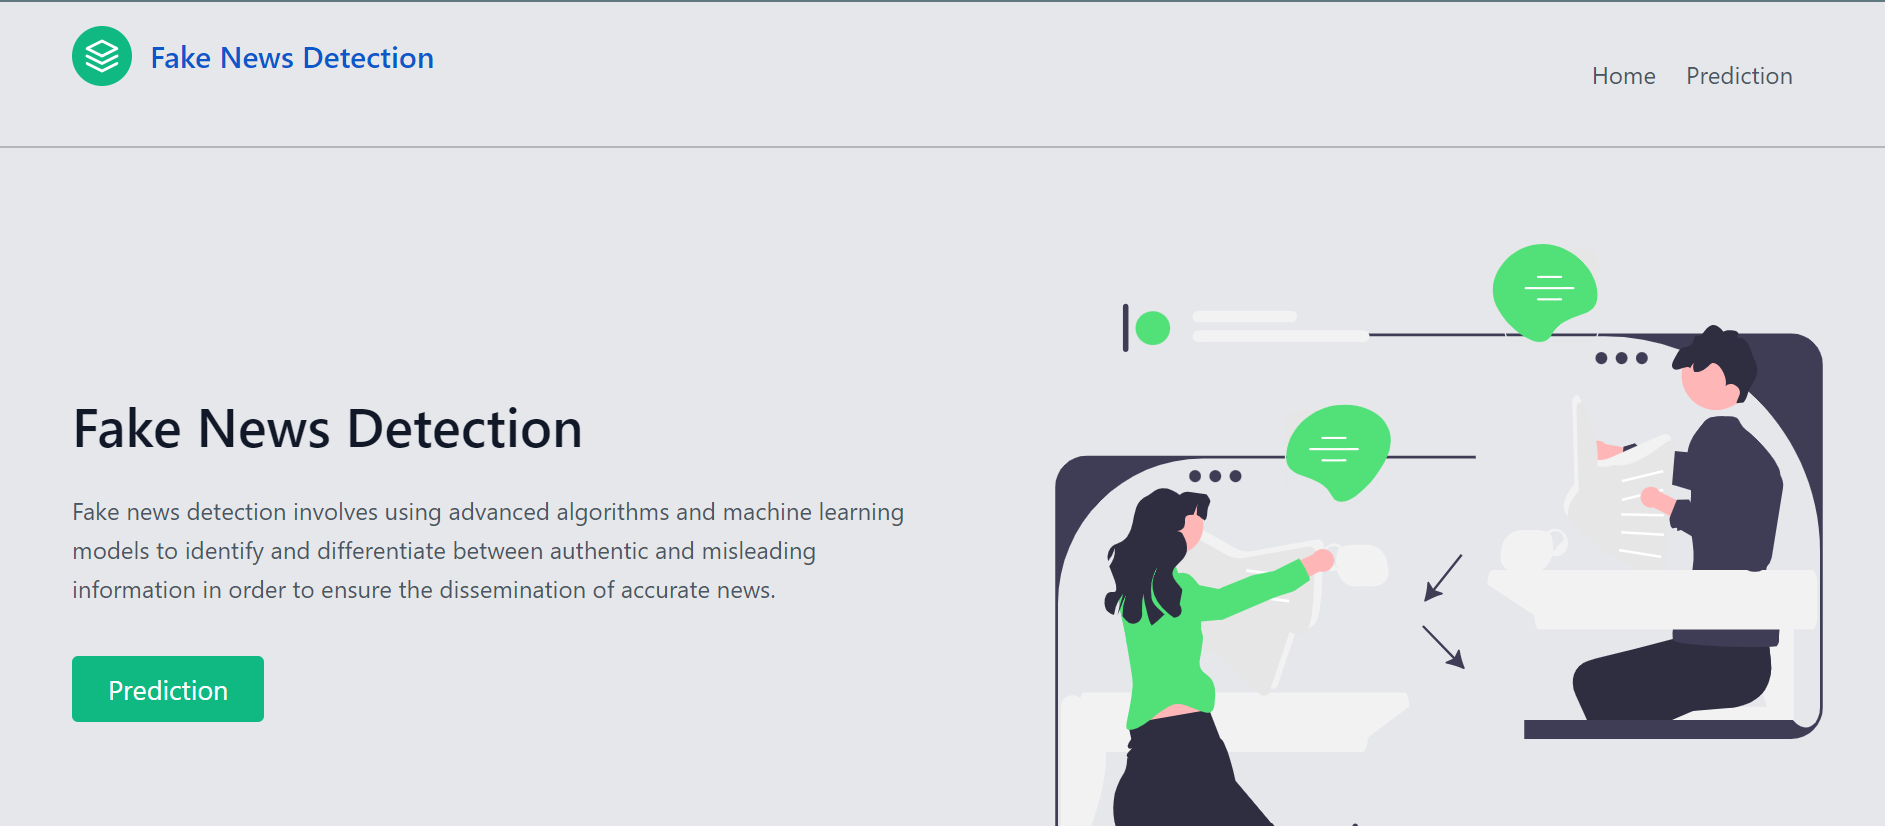 Fake News Detection
Home Prediction
Fake News Detection
Fake news detection involves using advanced algorithms and machine learning
models to identify and differentiate between authentic and misleading
information in order to ensure the dissemination of accurate news.
Prediction